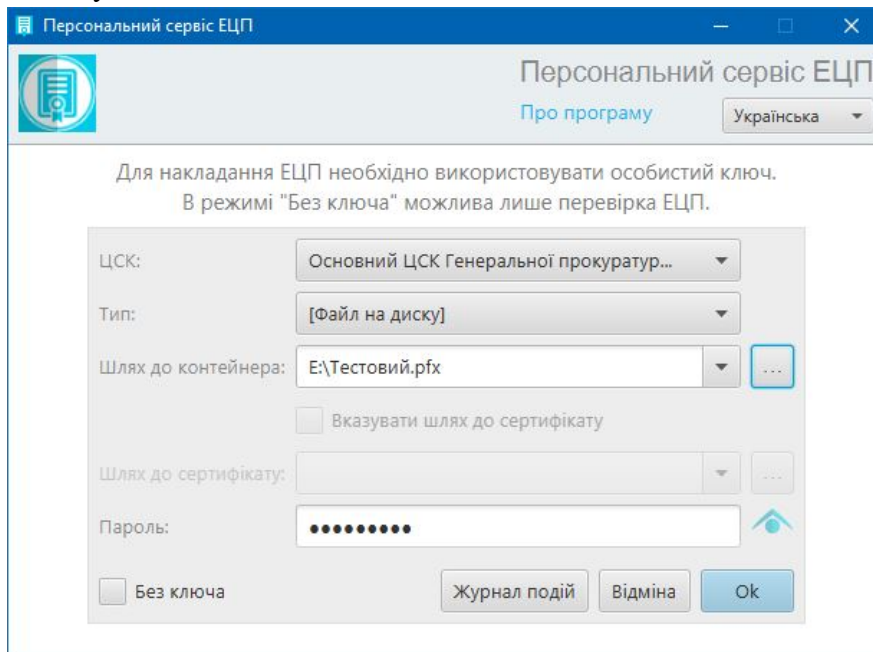 Персональний сервіс ЕЦП
Персональний сервіс ЕЦП
Про програму
Українська
Для накладання ЕЦП необхідно використовувати особистий ключ.
В режимі "Без ключа" можлива лише перевірка ЕЦП.
ЦСК: Основний ЦСК Генеральної прокуратур...
Тип: [Файл на диску]
Шлях до контейнера: E:\Тестовий.pfx ...
Вказувати шлях до сертифікату
Шлях до сертифікату: ...
Пароль: •••••••••
Без ключа Журнал подій Відміна Ok